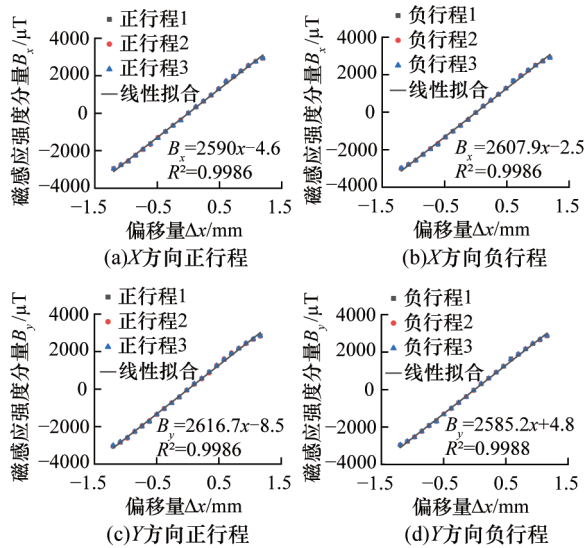 磁感应强度分量Bx/μT
4000
2000
0
−2000
−4000
正行程1
正行程2
正行程3
线性拟合
Bx=2590x−4.6
R²=0.9986
−1.5 −0.5 0.5 1.5
偏移量Δx/mm
(a)X方向正行程
磁感应强度分量Bx/μT
4000
2000
0
−2000
−4000
负行程1
负行程2
负行程3
线性拟合
Bx=2607.9x−2.5
R²=0.9986
−1.5 −0.5 0.5 1.5
偏移量Δx/mm
(b)X方向负行程
磁感应强度分量By/μT
4000
2000
0
−2000
−4000
正行程1
正行程2
正行程3
线性拟合
By=2616.7x−8.5
R²=0.9986
−1.5 −0.5 0.5 1.5
偏移量Δx/mm
(c)Y方向正行程
磁感应强度分量By/μT
4000
2000
0
−2000
−4000
负行程1
负行程2
负行程3
线性拟合
By=2585.2x+4.8
R²=0.9988
−1.5 −0.5 0.5 1.5
偏移量Δx/mm
(d)Y方向负行程